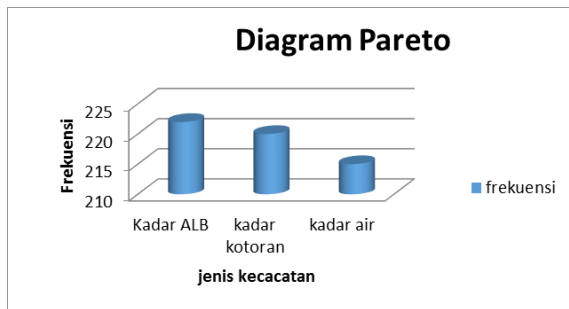 Diagram Pareto
225
220
215
210
Frekuensi
Kadar ALB
kadar
kotoran
kadar air
jenis kecacatan
frekuensi